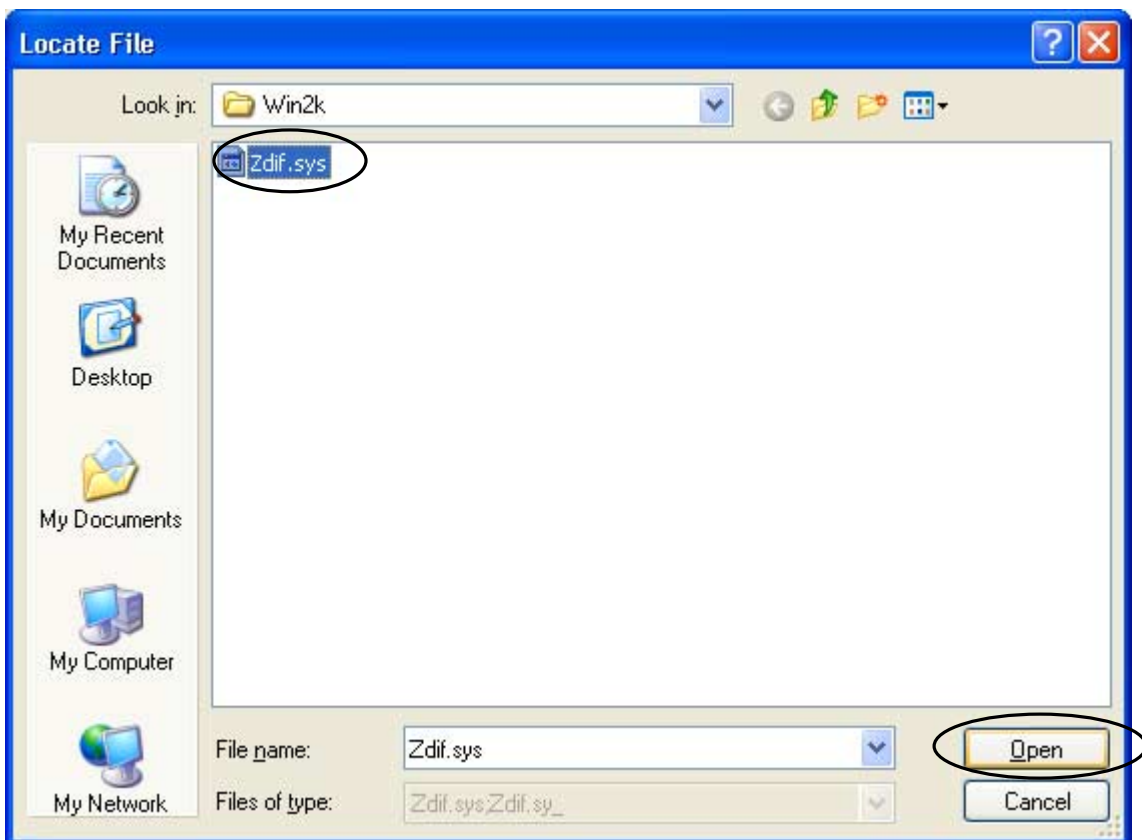 Locate File
Look in:
Win2k
Zdif.sys
My Recent
Documents
Desktop
My Documents
My Computer
My Network
File name:
Zdif.sys
Open
Files of type:
Zdif.sys;Zdif.sy_
Cancel